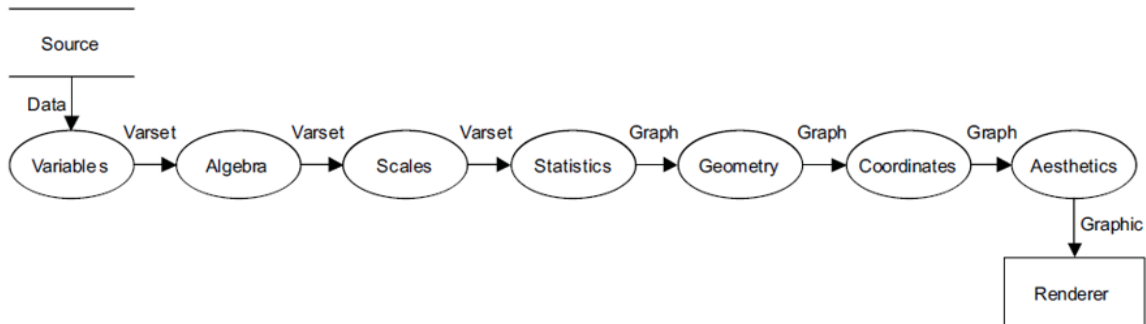 Source
Data
Varset
Varset
Varset
Graph
Graph
Graph
Variables
Algebra
Scales
Statistics
Geometry
Coordinates
Aesthetics
Graphic
Renderer